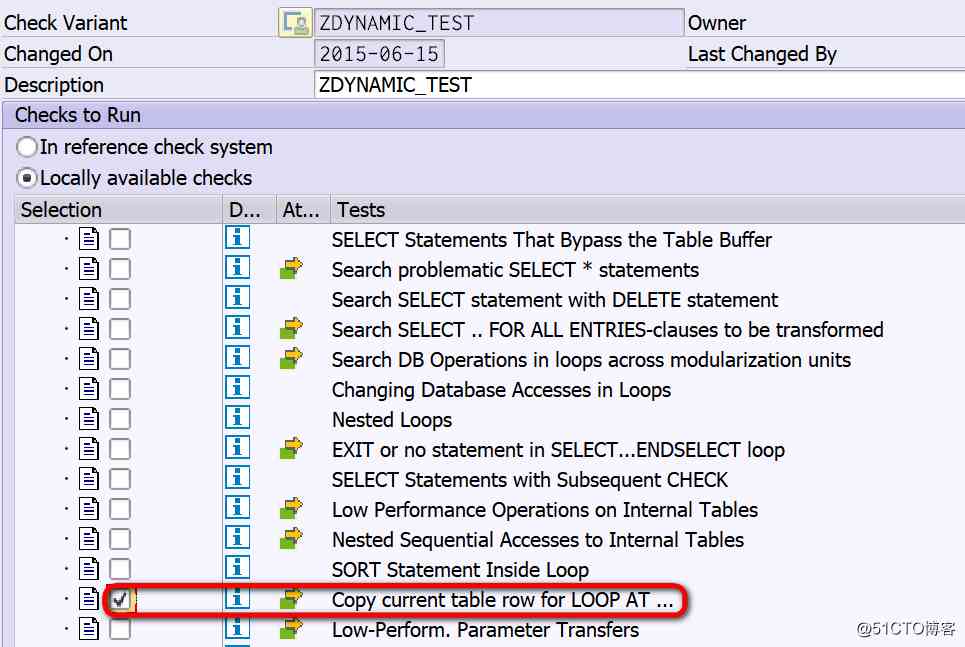 Check Variant ZDYNAMIC_TEST Owner
Changed On 2015-06-15 Last Changed By
Description ZDYNAMIC_TEST
Checks to Run
In reference check system
Locally available checks
Selection D... At... Tests
SELECT Statements That Bypass the Table Buffer
Search problematic SELECT * statements
Search SELECT statement with DELETE statement
Search SELECT .. FOR ALL ENTRIES-clauses to be transformed
Search DB Operations in loops across modularization units
Changing Database Accesses in Loops
Nested Loops
EXIT or no statement in SELECT...ENDSELECT loop
SELECT Statements with Subsequent CHECK
Low Performance Operations on Internal Tables
Nested Sequential Accesses to Internal Tables
SORT Statement Inside Loop
Copy current table row for LOOP AT ...
Low-Perform. Parameter Transfers
@51CTO博客